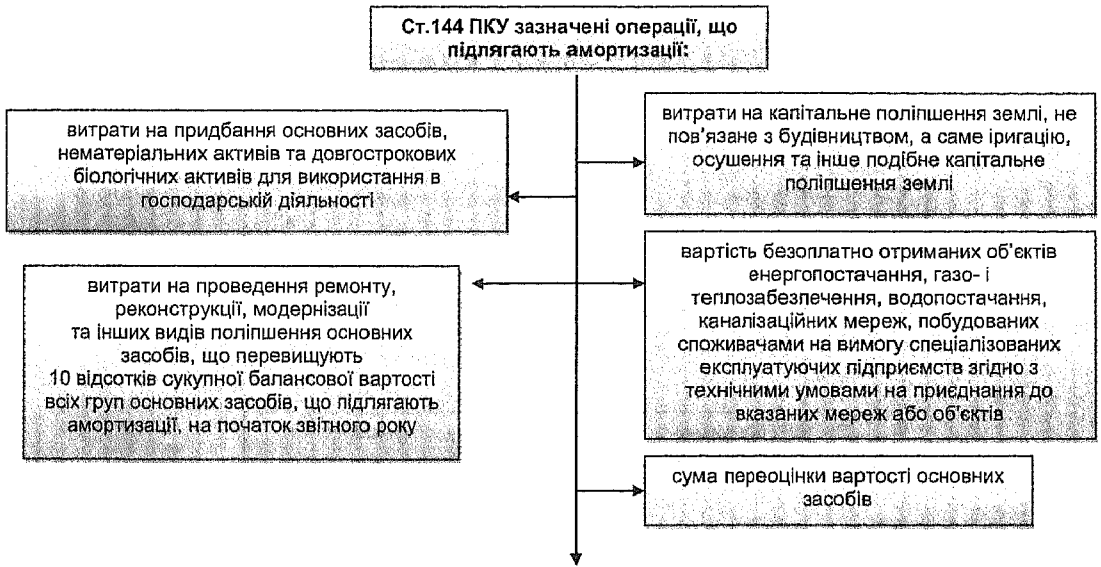 Ст.144 ПКУ зазначені операції, що
підлягають амортизації:
витрати на придбання основних засобів,
нематеріальних активів та довгострокових
біологічних активів для використання в
господарській діяльності
витрати на капітальне поліпшення землі, не
пов'язане з будівництвом, а саме іригацію,
осушення та інше подібне капітальне
поліпшення землі
витрати на проведення ремонту,
реконструкції, модернізації
та інших видів поліпшення основних
засобів, що перевищують
10 відсотків сукупної балансової вартості
всіх груп основних засобів, що підлягають
амортизації, на початок звітного року
вартість безоплатно отриманих об'єктів
енергопостачання, газо- і
теплозабезпечення, водопостачання,
каналізаційних мереж, побудованих
споживачами на вимогу спеціалізованих
експлуатуючих підприємств згідно з
технічними умовами на приєднання до
вказаних мереж або об'єктів
сума переоцінки вартості основних
засобів